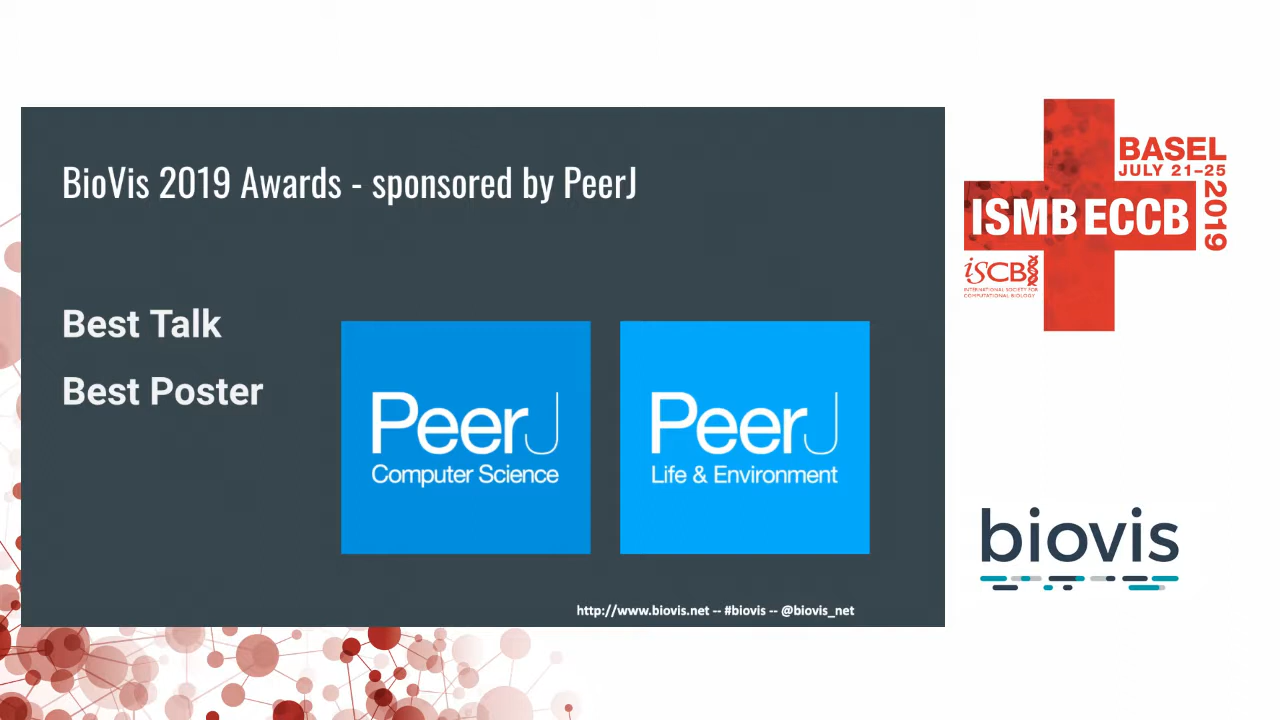 BioVis 2019 Awards - sponsored by PeerJ
Best Talk
Best Poster
PeerJ
Computer Science
PeerJ
Life & Environment
http://www.biovis.net -- #biovis -- @biovis_net
BASEL
JULY 21–25
2019
ISMB ECCB
iSCB
INTERNATIONAL SOCIETY FOR
COMPUTATIONAL BIOLOGY
biovis